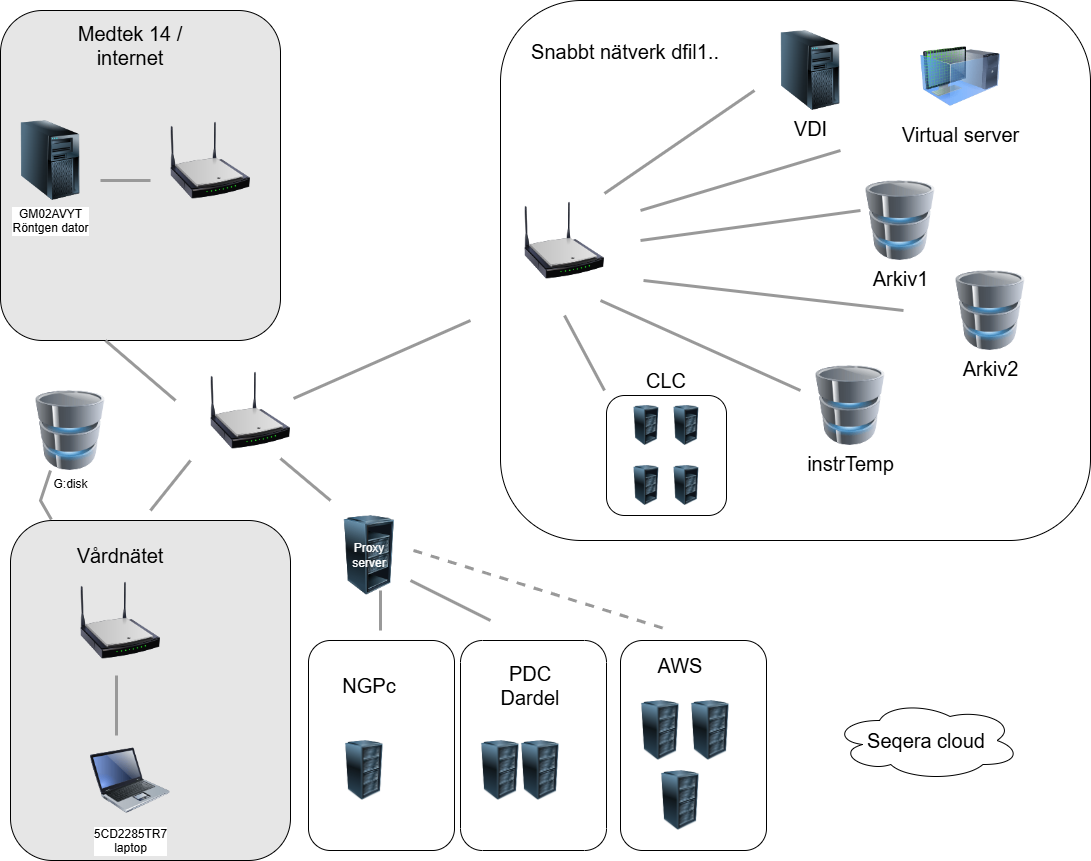 Medtek 14 /
internet
GM02AVYT
Röntgen dator
Snabbt nätverk dfil1..
VDI
Virtual server
Arkiv1
Arkiv2
instrTemp
CLC
G:disk
Vårdnätet
5CD2285TR7
laptop
Proxy
server
NGPc
PDC
Dardel
AWS
Seqera cloud